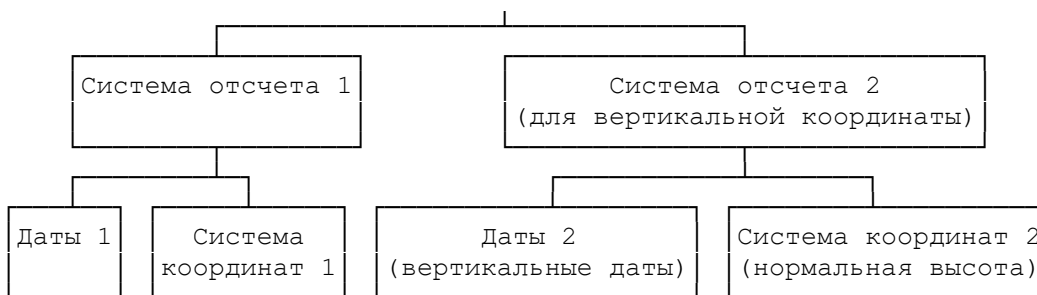 Система отсчета 1
Система отсчета 2
(для вертикальной координаты)
Даты 1
Система
координат 1
Даты 2
(вертикальные даты)
Система координат 2
(нормальная высота)